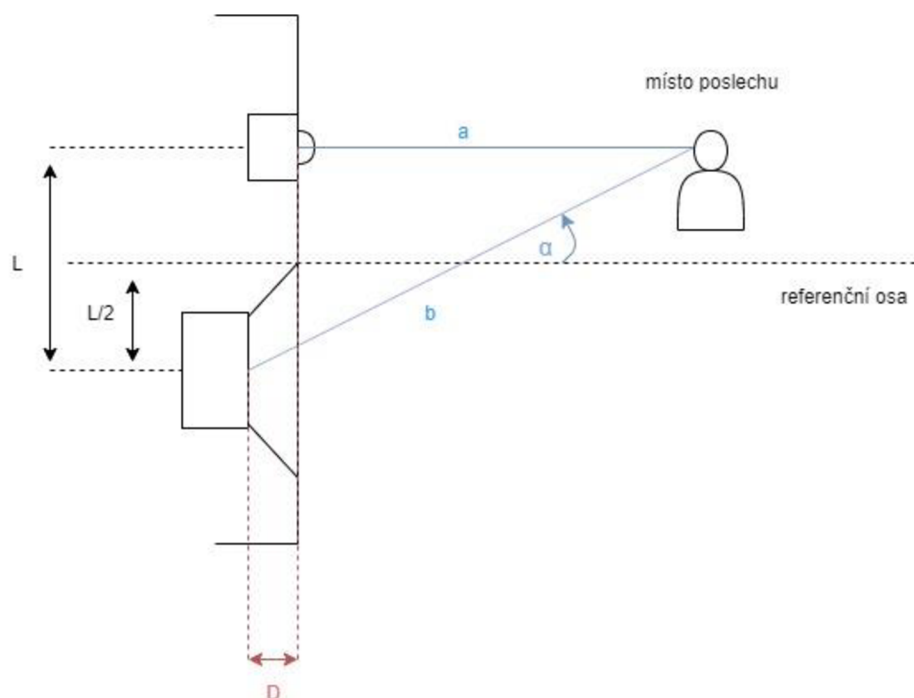 místo poslechu
a
L
α
L/2
referenční osa
b
D